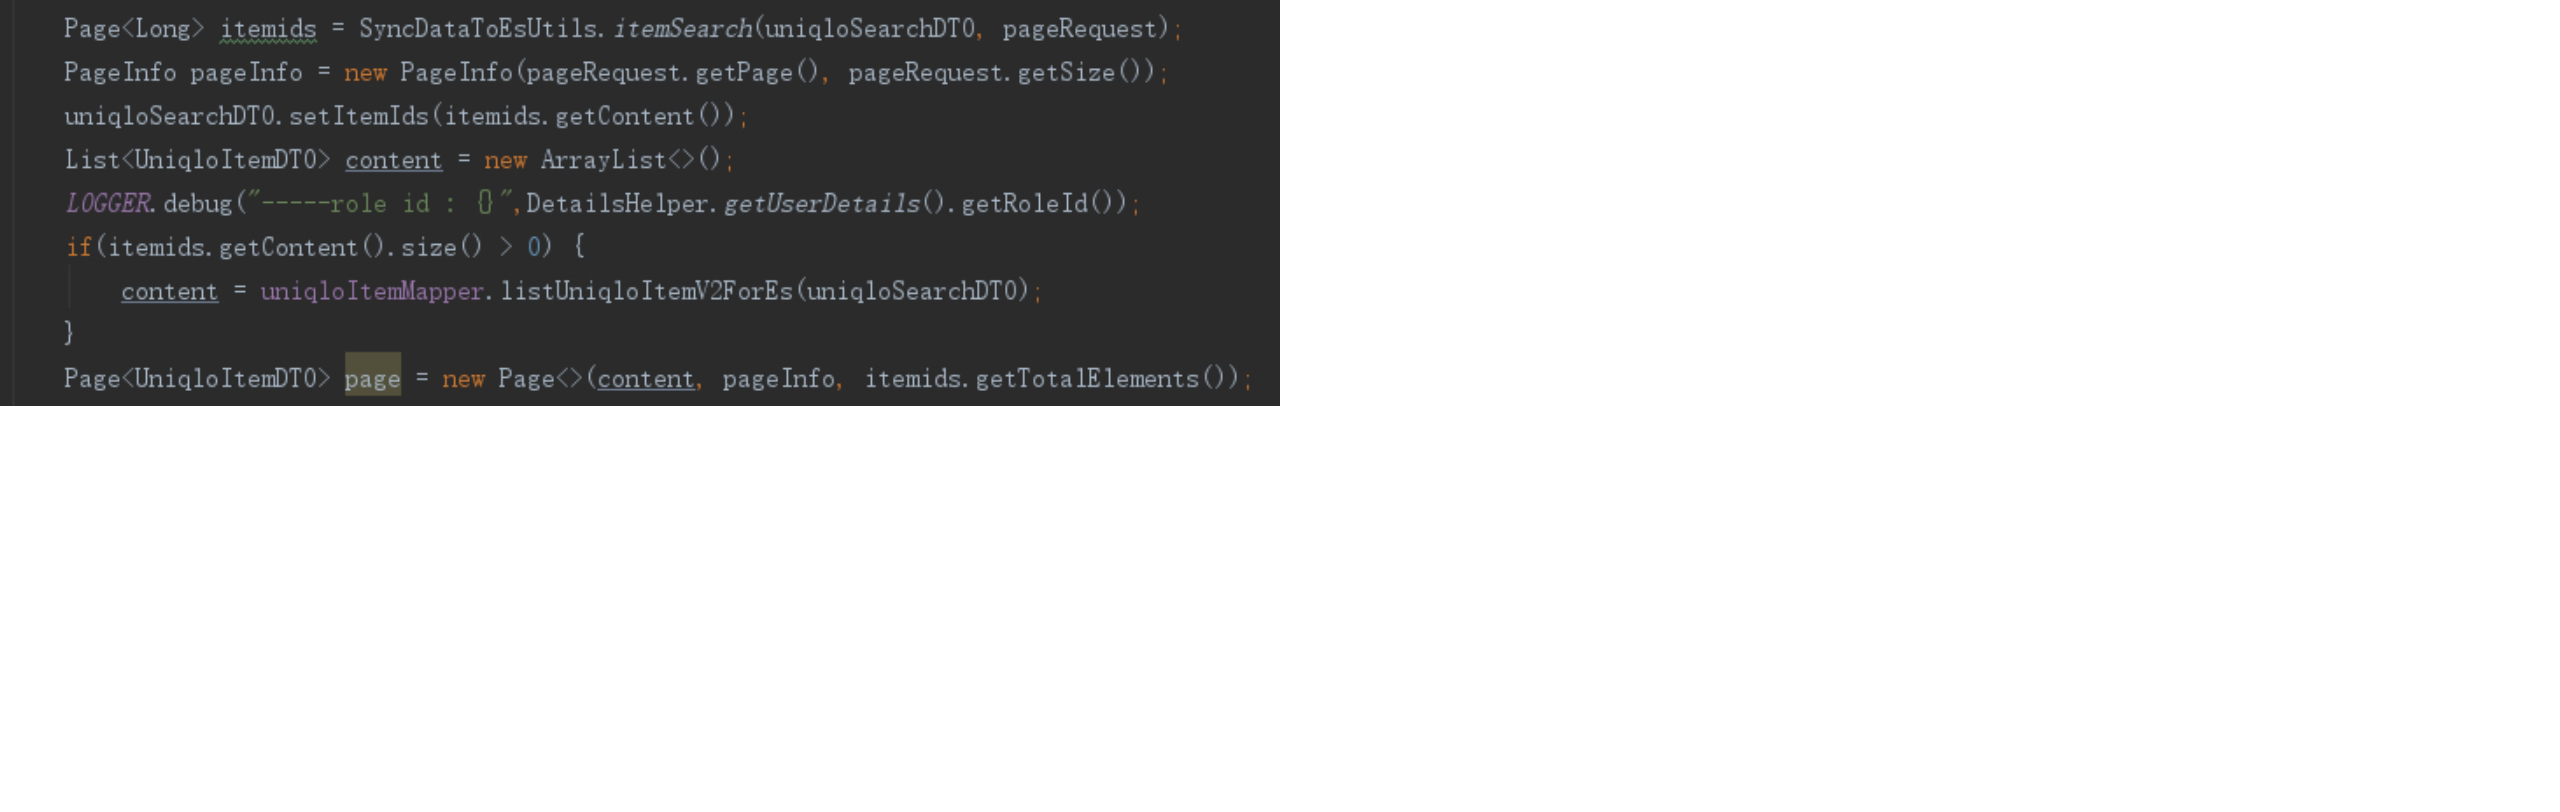 Page<Long> itemids = SyncDataToEsUtils.itemSearch(uniqloSearchDTO, pageRequest);
PageInfo pageInfo = new PageInfo(pageRequest.getPage(), pageRequest.getSize());
uniqloSearchDTO.setItemIds(itemids.getContent());
List<UniqloItemDTO> content = new ArrayList<>();
LOGGER.debug("-----role id : {}",DetailsHelper.getUserDetails().getRoleId());
if(itemids.getContent().size() > 0) {
    content = uniqloItemMapper.listUniqloItemV2ForEs(uniqloSearchDTO);
}
Page<UniqloItemDTO> page = new Page<>(content, pageInfo, itemids.getTotalElements());